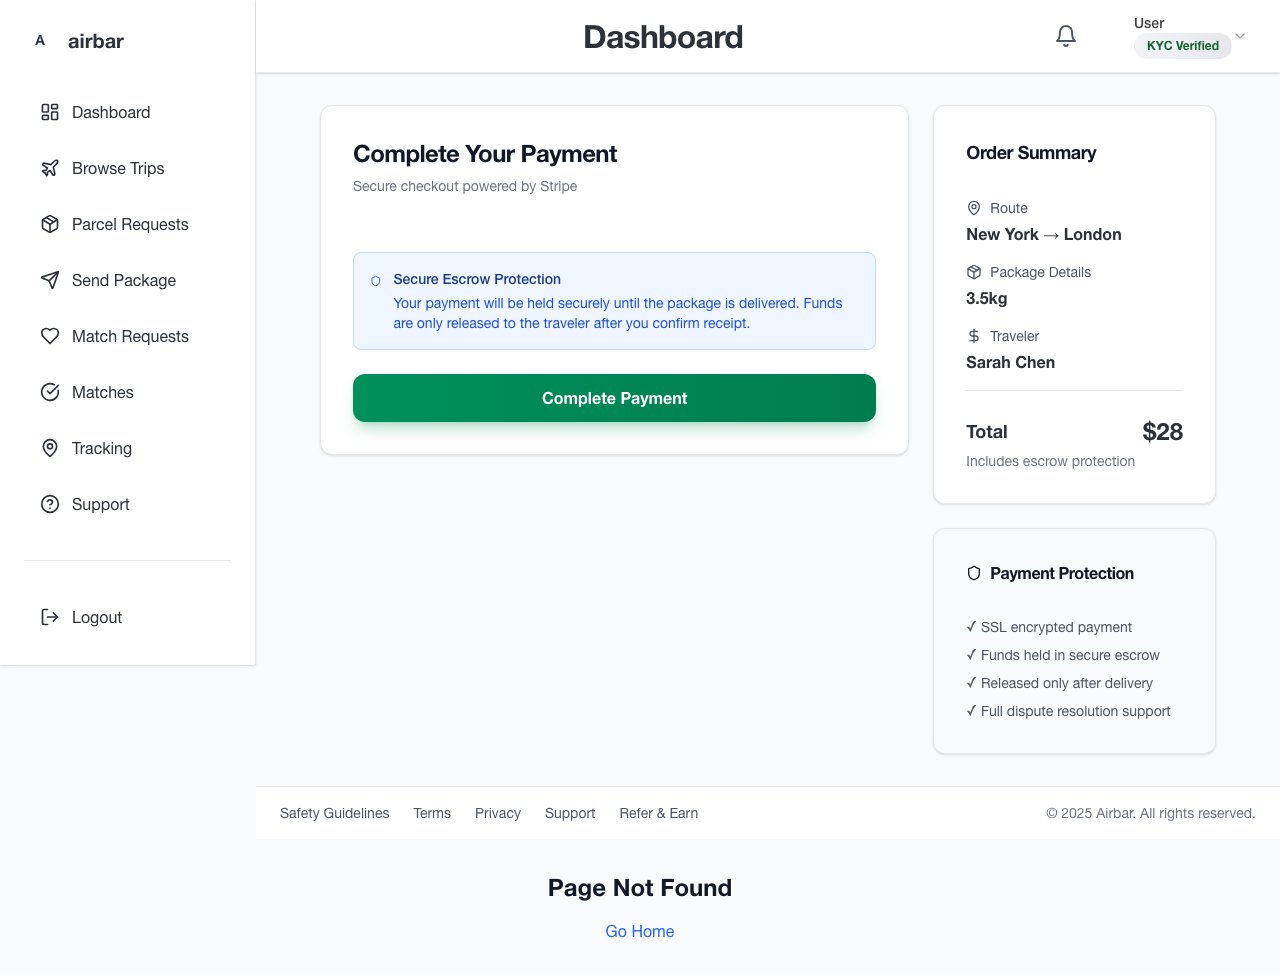 A airbar
Dashboard
User
KYC Verified
Dashboard
Browse Trips
Parcel Requests
Send Package
Match Requests
Matches
Tracking
Support
Logout
Complete Your Payment
Secure checkout powered by Stripe
Secure Escrow Protection
Your payment will be held securely until the package is delivered. Funds
are only released to the traveler after you confirm receipt.
Complete Payment
Order Summary
Route
New York → London
Package Details
3.5kg
Traveler
Sarah Chen
Total $28
Includes escrow protection
Payment Protection
✓ SSL encrypted payment
✓ Funds held in secure escrow
✓ Released only after delivery
✓ Full dispute resolution support
Safety Guidelines Terms Privacy Support Refer & Earn © 2025 Airbar. All rights reserved.
Page Not Found
Go Home